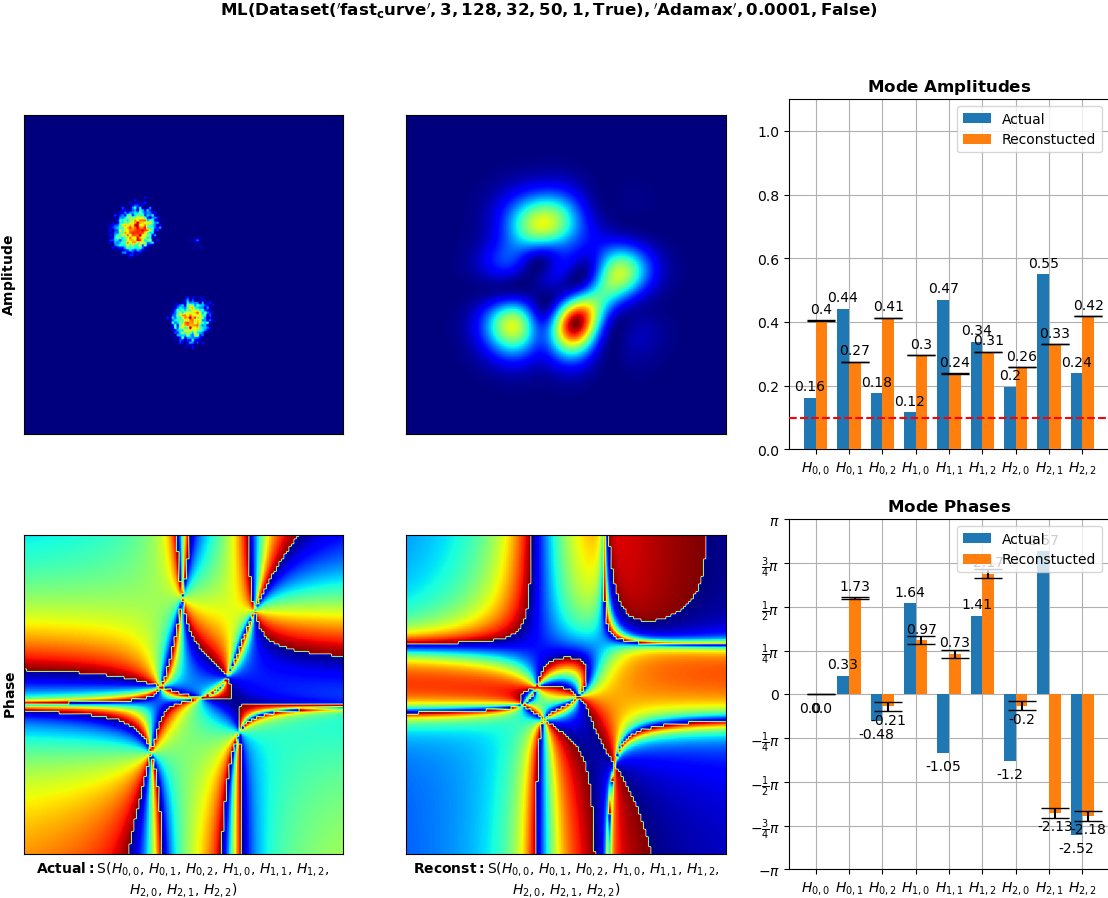 ML(Dataset('fast_curve', 3, 128, 32, 50, 1, True), 'Adamax', 0.0001, False)
Mode Amplitudes
Amplitude
Actual
Reconstucted
1.0
0.8
0.6
0.4
0.2
0.0
0.16
0.4
0.44
0.27
0.18
0.41
0.12
0.3
0.47
0.24
0.34
0.31
0.2
0.26
0.55
0.33
0.24
0.42
H0,0 H0,1 H0,2 H1,0 H1,1 H1,2 H2,0 H2,1 H2,2
Mode Phases
Phase
Actual
Reconstucted
π
3/4π
1/2π
1/4π
0
−1/4π
−1/2π
−3/4π
−π
0.0
0.0
0.33
1.73
-0.48
-0.21
1.64
0.97
-1.05
0.73
1.41
-1.2
-0.2
-2.13
-2.52
-2.18
H0,0 H0,1 H0,2 H1,0 H1,1 H1,2 H2,0 H2,1 H2,2
Actual: S(H0,0, H0,1, H0,2, H1,0, H1,1, H1,2,
H2,0, H2,1, H2,2)
Reconst: S(H0,0, H0,1, H0,2, H1,0, H1,1, H1,2,
H2,0, H2,1, H2,2)